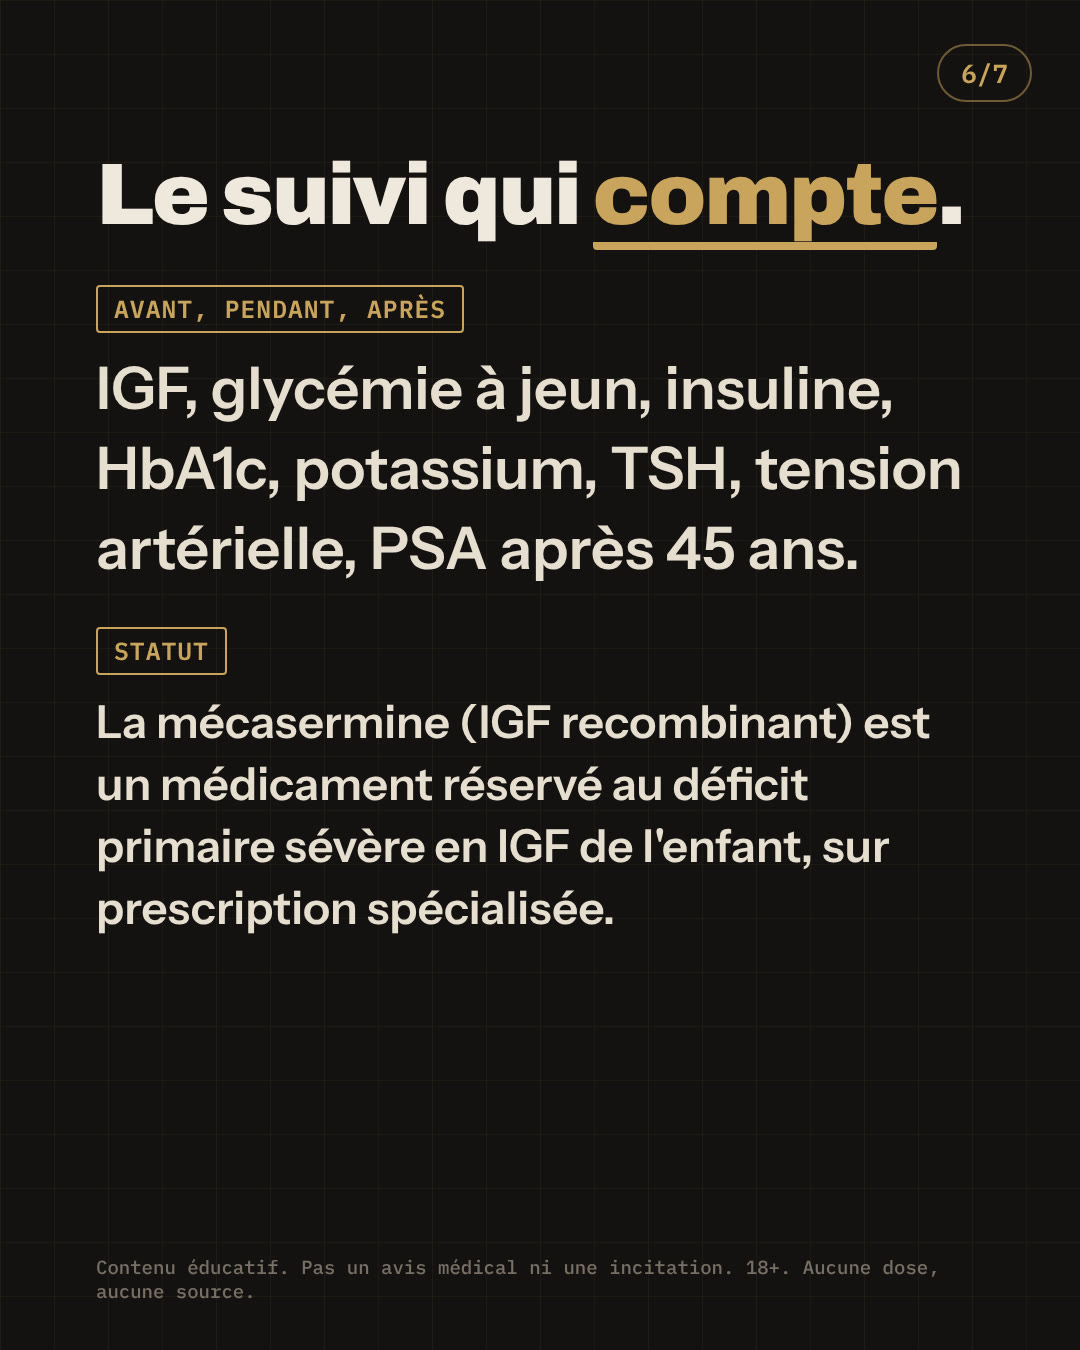 6/7
Le suivi qui compte.
AVANT, PENDANT, APRÈS
IGF, glycémie à jeun, insuline,
HbA1c, potassium, TSH, tension
artérielle, PSA après 45 ans.
STATUT
La mécasermine (IGF recombinant) est
un médicament réservé au déficit
primaire sévère en IGF de l'enfant, sur
prescription spécialisée.
Contenu éducatif. Pas un avis médical ni une incitation. 18+. Aucune dose,
aucune source.